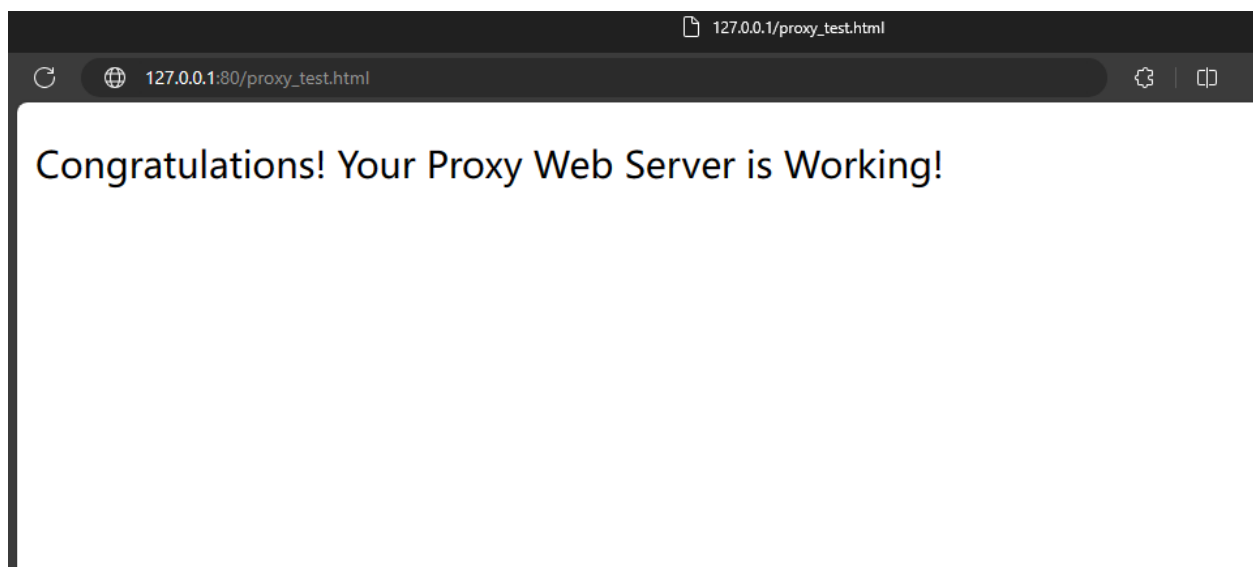 127.0.0.1/proxy_test.html
127.0.0.1:80/proxy_test.html
Congratulations! Your Proxy Web Server is Working!